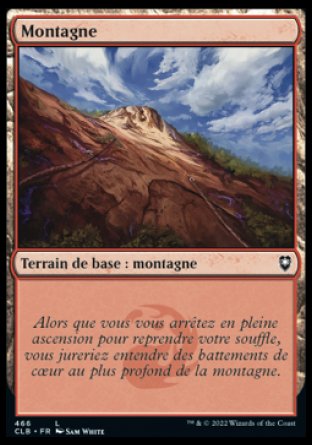 Montagne
Terrain de base : montagne
Alors que vous vous arrêtez en pleine
ascension pour reprendre votre souffle,
vous jureriez entendre des battements de
cœur au plus profond de la montagne.
466 L
CLB • FR Sam White
™ & © 2022 Wizards of the Coast